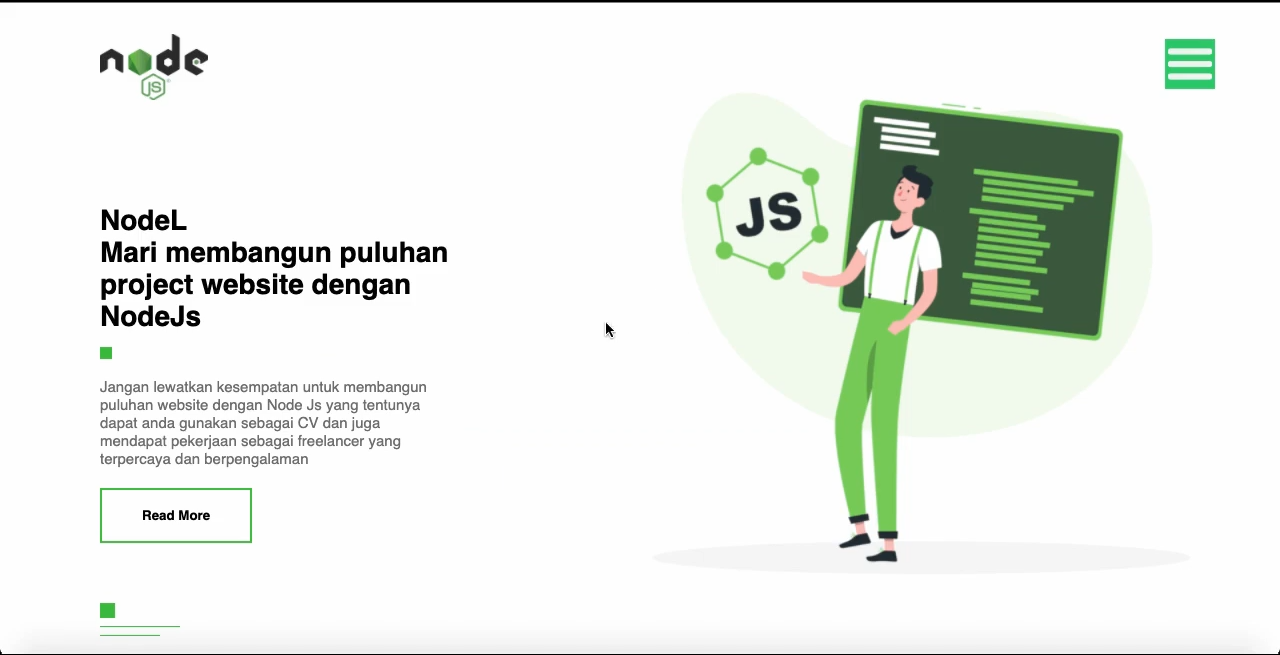 node
JS
JS
NodeL
Mari membangun puluhan
project website dengan
NodeJs
Jangan lewatkan kesempatan untuk membangun
puluhan website dengan Node Js yang tentunya
dapat anda gunakan sebagai CV dan juga
mendapat pekerjaan sebagai freelancer yang
terpercaya dan berpengalaman
Read More